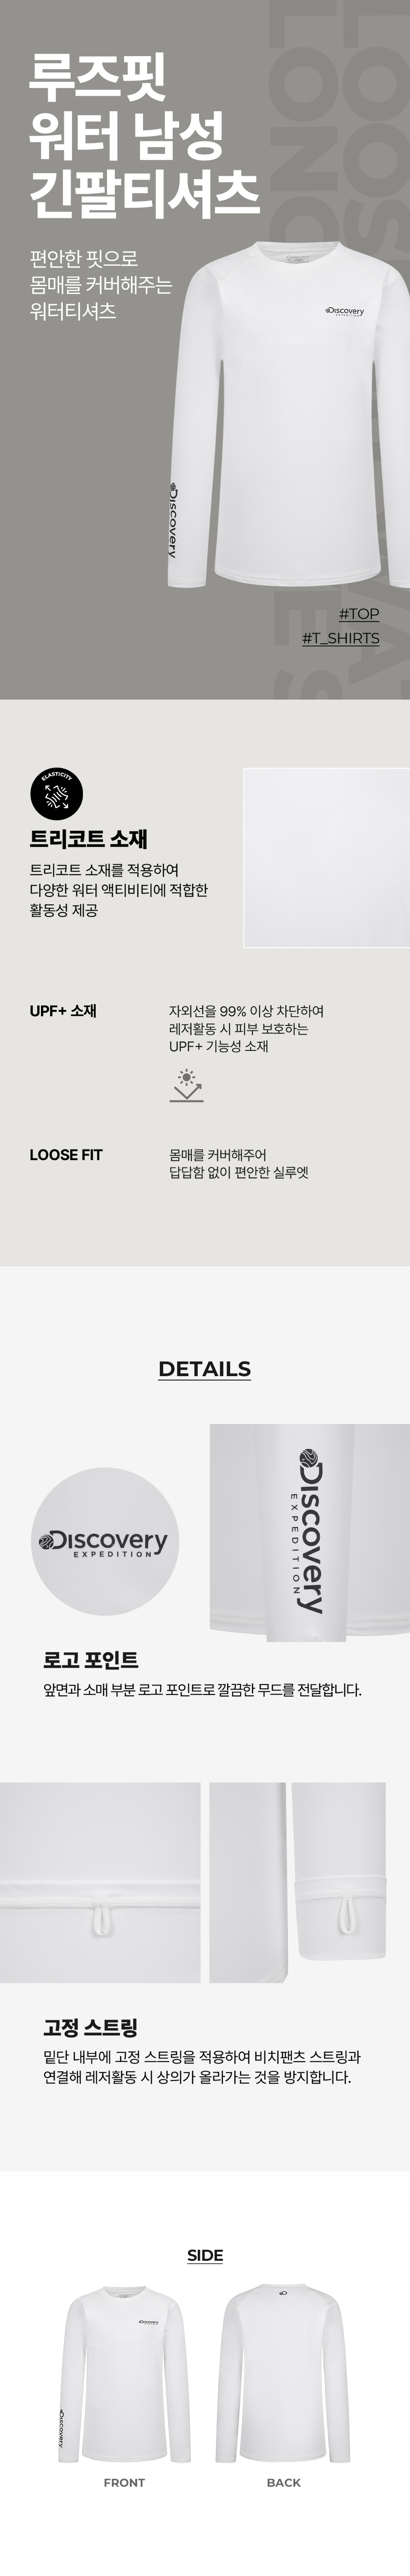 루즈핏
워터 남성
긴팔티셔츠
편안한 핏으로
몸매를 커버해주는
워터티셔츠
Discovery
EXPEDITION
Discovery
#TOP
#T_SHIRTS
ELASTICITY
트리코트 소재
트리코트 소재를 적용하여
다양한 워터 액티비티에 적합한
활동성 제공
UPF+ 소재
자외선을 99% 이상 차단하여
레저활동 시 피부 보호하는
UPF+ 기능성 소재
LOOSE FIT
몸매를 커버해주어
답답함 없이 편안한 실루엣
DETAILS
Discovery
EXPEDITION
Discovery
EXPEDITION
로고 포인트
앞면과 소매 부분 로고 포인트로 깔끔한 무드를 전달합니다.
고정 스트링
밑단 내부에 고정 스트링을 적용하여 비치팬츠 스트링과
연결해 레저활동 시 상의가 올라가는 것을 방지합니다.
SIDE
Discovery
Discovery
FRONT
BACK